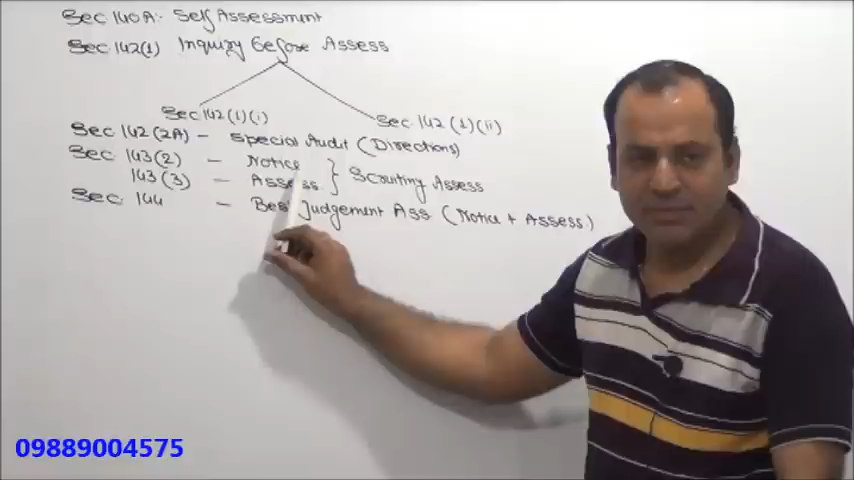 Sec 140A:- Self Assessment
Sec 142(1) Inquiry before Assess
Sec 142(1)(i) Sec. 142 (1)(ii)
Sec 142(2A) - Special Audit (Directions)
Sec 143(2) - Notice
143(3) - Assess. } Scruiting Assess
Sec. 144 - Best Judgement Ass (Notice + Assess.)
09889004575